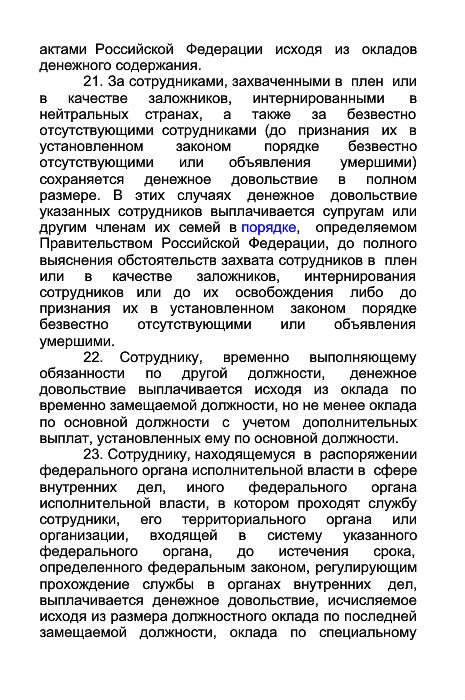 актами Российской Федерации исходя из окладов
денежного содержания.
21. За сотрудниками, захваченными в плен или
в качестве заложников, интернированными в
нейтральных странах, а также за безвестно
отсутствующими сотрудниками (до признания их в
установленном законом порядке безвестно
отсутствующими или объявления умершими)
сохраняется денежное довольствие в полном
размере. В этих случаях денежное довольствие
указанных сотрудников выплачивается супругам или
другим членам их семей в порядке, определяемом
Правительством Российской Федерации, до полного
выяснения обстоятельств захвата сотрудников в плен
или в качестве заложников, интернирования
сотрудников или до их освобождения либо до
признания их в установленном законом порядке
безвестно отсутствующими или объявления
умершими.
22. Сотруднику, временно выполняющему
обязанности по другой должности, денежное
довольствие выплачивается исходя из оклада по
временно замещаемой должности, но не менее оклада
по основной должности с учетом дополнительных
выплат, установленных ему по основной должности.
23. Сотруднику, находящемуся в распоряжении
федерального органа исполнительной власти в сфере
внутренних дел, иного федерального органа
исполнительной власти, в котором проходят службу
сотрудники, его территориального органа или
организации, входящей в систему указанного
федерального органа, до истечения срока,
определенного федеральным законом, регулирующим
прохождение службы в органах внутренних дел,
выплачивается денежное довольствие, исчисляемое
исходя из размера должностного оклада по последней
замещаемой должности, оклада по специальному